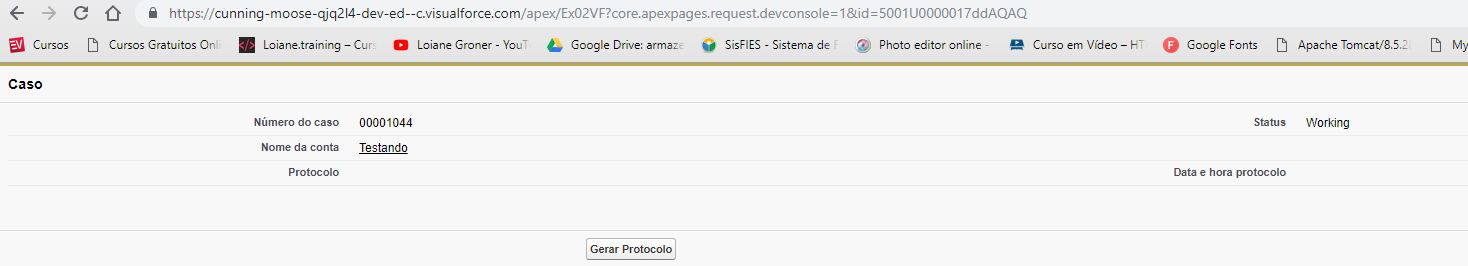 https://cunning-moose-qjq2l4-dev-ed--c.visualforce.com/apex/Ex02VF?core.apexpages.request.devconsole=1&id=5001U0000017ddAQAQ
EV Cursos Cursos Gratuitos Onli </> Loiane.training – Curs Loiane Groner - YouT Google Drive: armaze SisFIES - Sistema de F Photo editor online - Curso em Vídeo – HT F Google Fonts Apache Tomcat/8.5.2 My
Caso
Número do caso 00001044 Status Working
Nome da conta Testando
Protocolo Data e hora protocolo
Gerar Protocolo